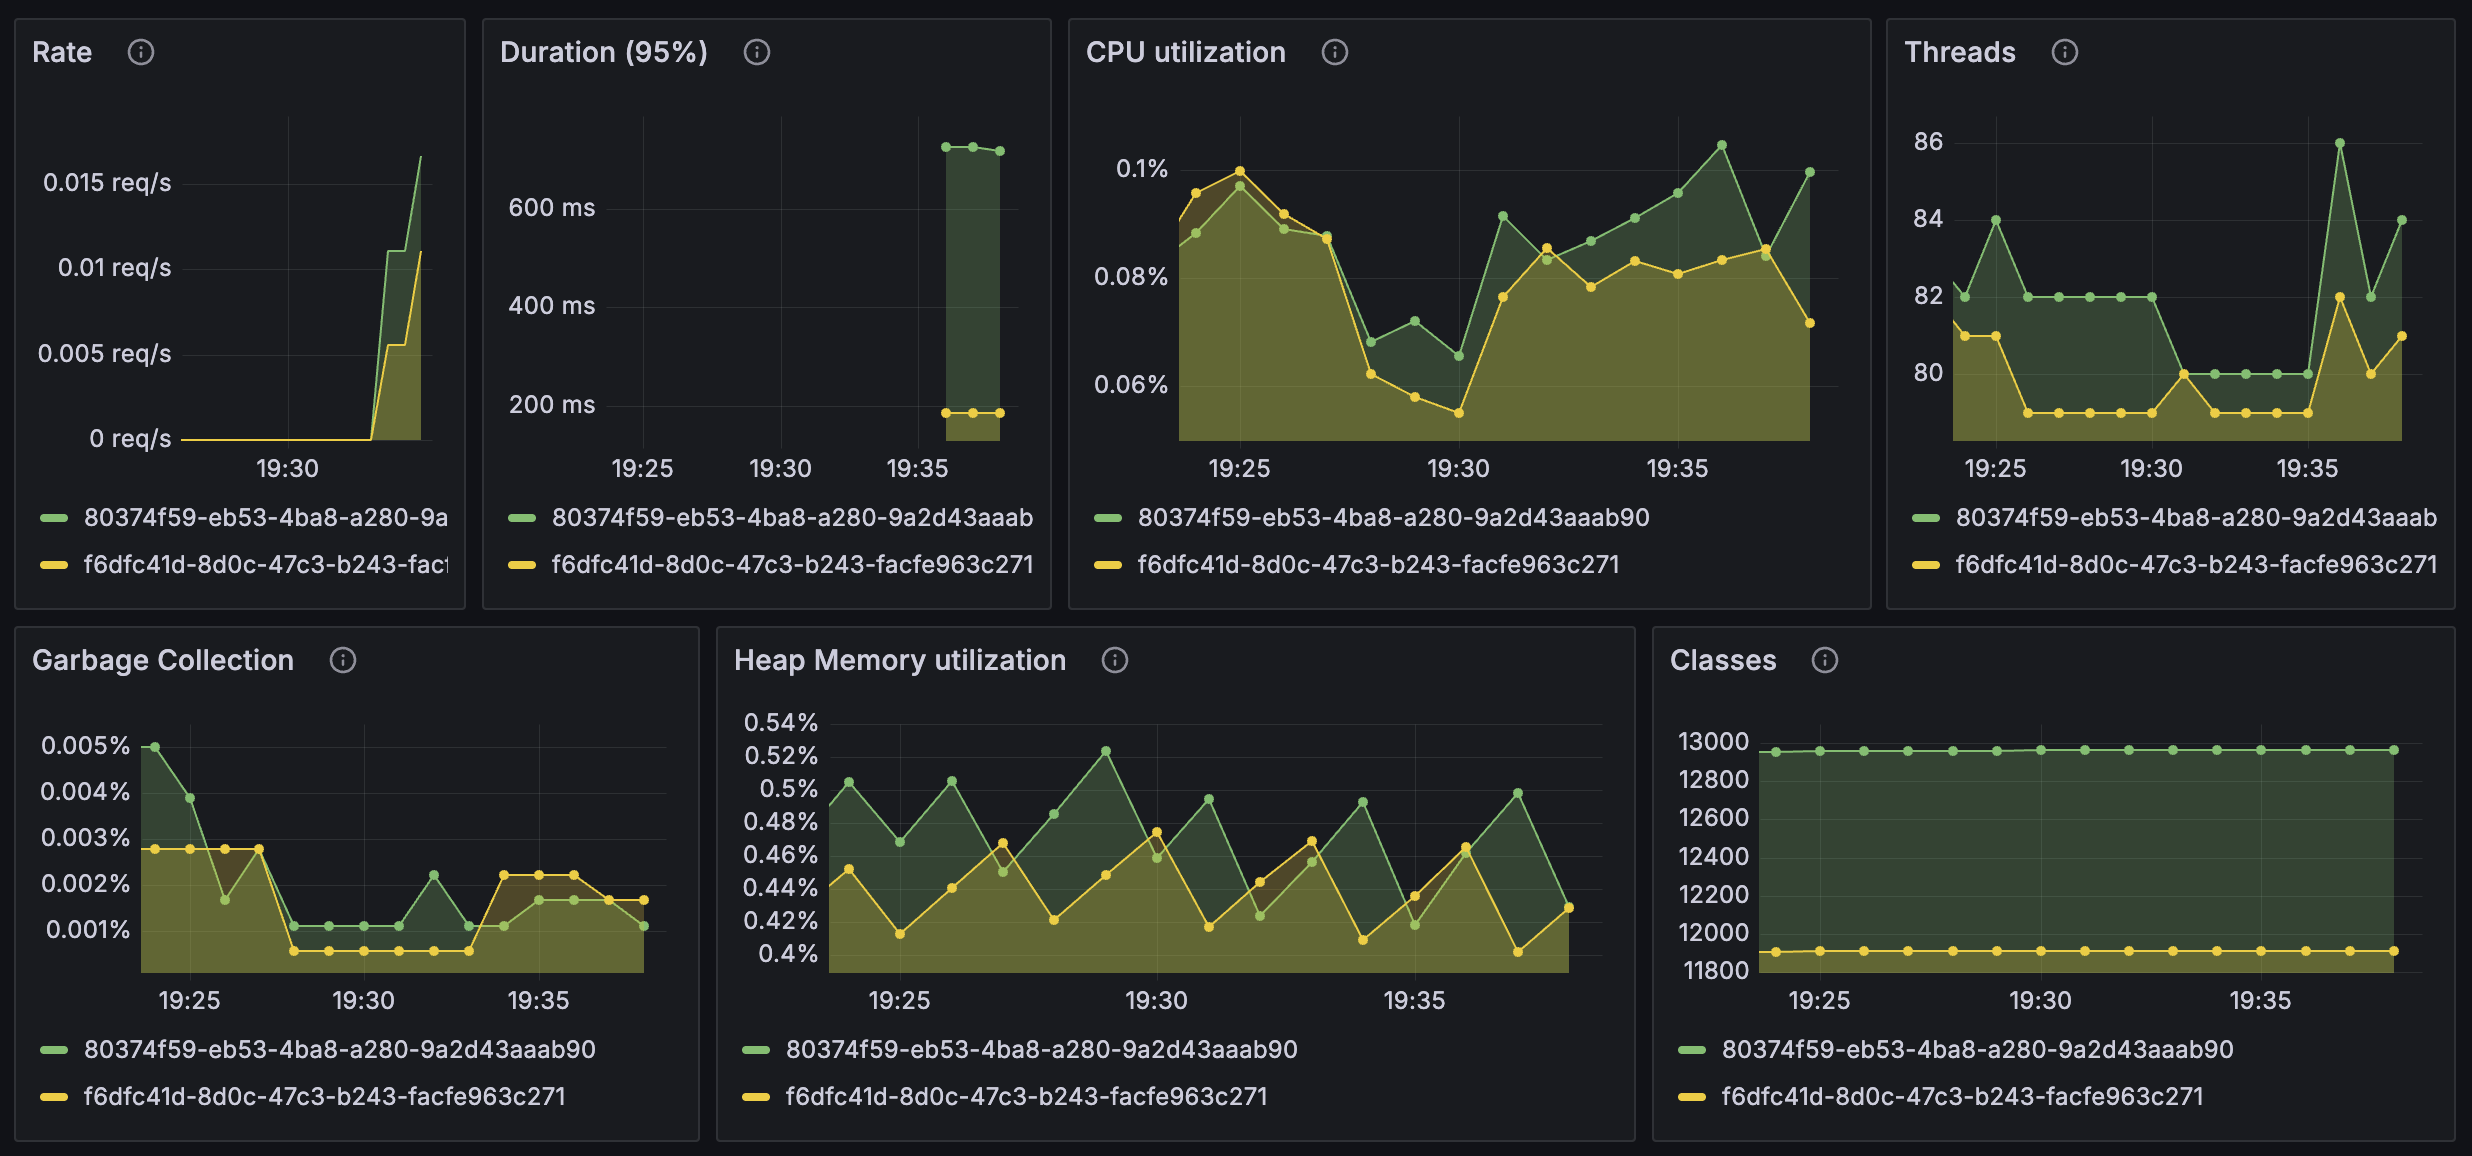 Rate
0.015 req/s
0.01 req/s
0.005 req/s
0 req/s
19:30
80374f59-eb53-4ba8-a280-9a
f6dfc41d-8d0c-47c3-b243-facf
Duration (95%)
600 ms
400 ms
200 ms
19:25 19:30 19:35
80374f59-eb53-4ba8-a280-9a2d43aaab
f6dfc41d-8d0c-47c3-b243-facfe963c271
CPU utilization
0.1%
0.08%
0.06%
19:25 19:30 19:35
80374f59-eb53-4ba8-a280-9a2d43aaab90
f6dfc41d-8d0c-47c3-b243-facfe963c271
Threads
86
84
82
80
19:25 19:30 19:35
80374f59-eb53-4ba8-a280-9a2d43aaab
f6dfc41d-8d0c-47c3-b243-facfe963c271
Garbage Collection
0.005%
0.004%
0.003%
0.002%
0.001%
19:25 19:30 19:35
80374f59-eb53-4ba8-a280-9a2d43aaab90
f6dfc41d-8d0c-47c3-b243-facfe963c271
Heap Memory utilization
0.54%
0.52%
0.5%
0.48%
0.46%
0.44%
0.42%
0.4%
19:25 19:30 19:35
80374f59-eb53-4ba8-a280-9a2d43aaab90
f6dfc41d-8d0c-47c3-b243-facfe963c271
Classes
13000
12800
12600
12400
12200
12000
11800
19:25 19:30 19:35
80374f59-eb53-4ba8-a280-9a2d43aaab90
f6dfc41d-8d0c-47c3-b243-facfe963c271